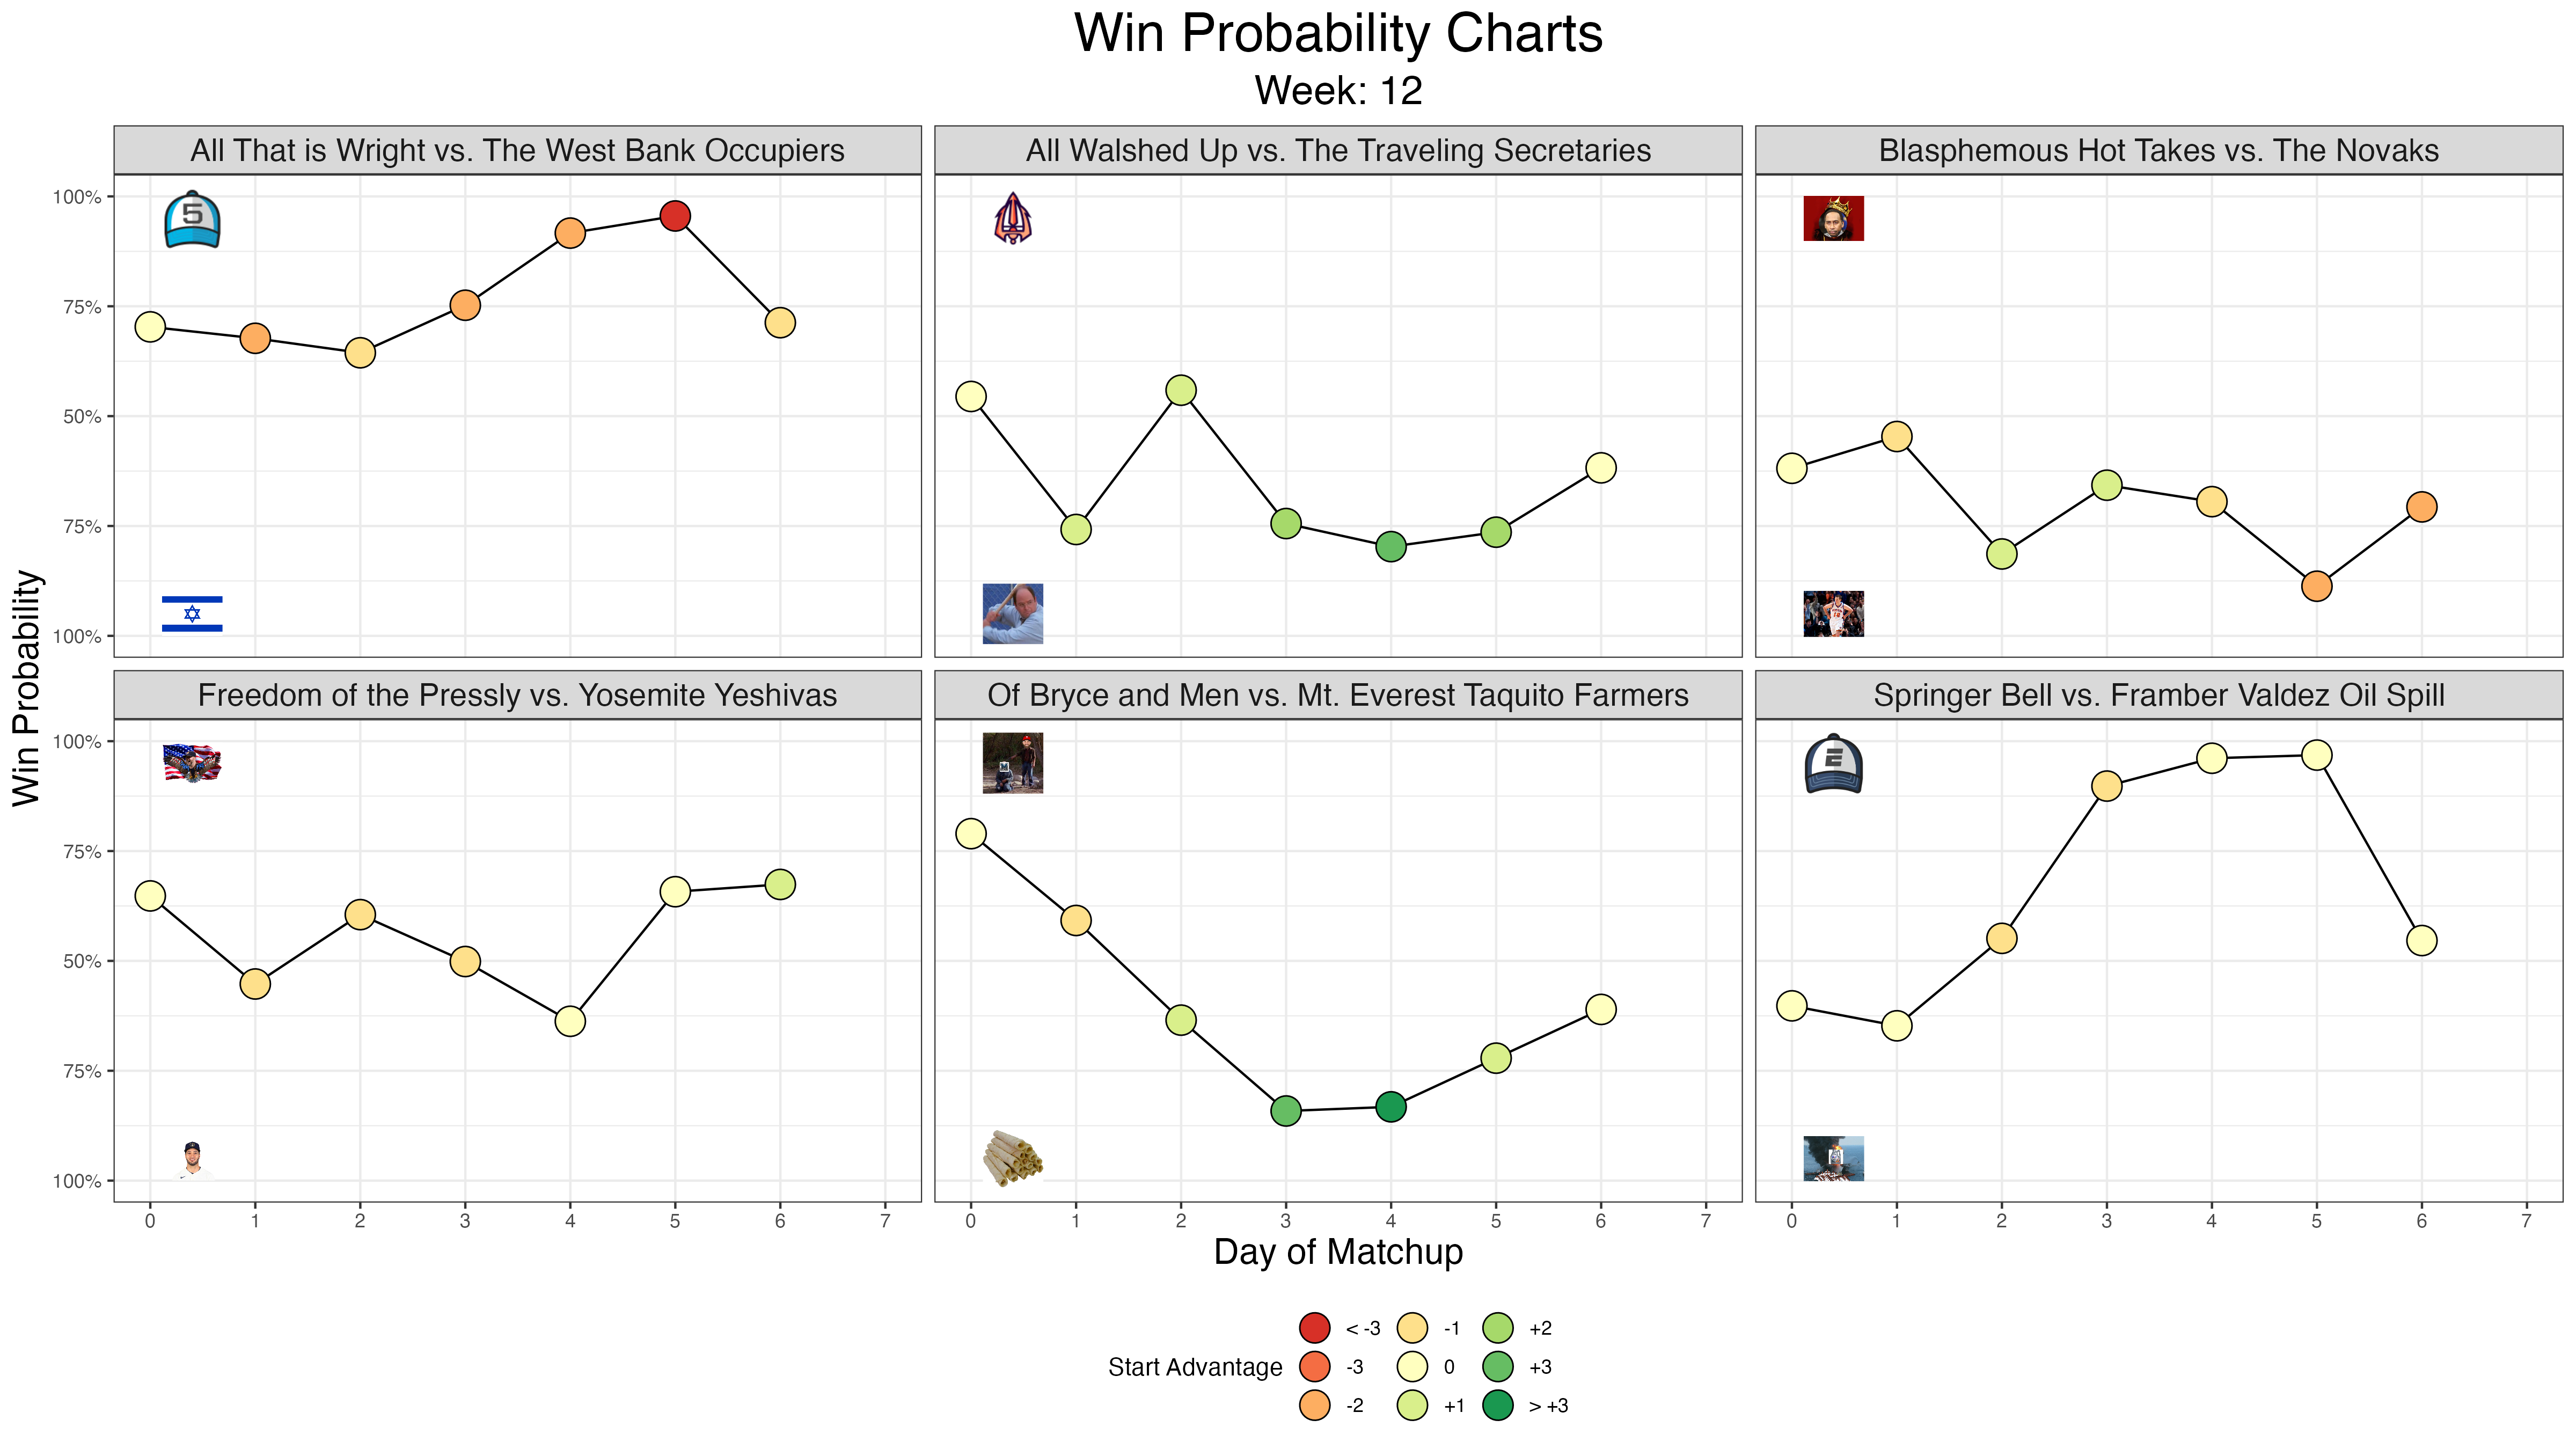 Win Probability Charts
Week: 12
All That is Wright vs. The West Bank Occupiers
All Walshed Up vs. The Traveling Secretaries
Blasphemous Hot Takes vs. The Novaks
100%
75%
50%
75%
100%
5
Win Probability
Freedom of the Pressly vs. Yosemite Yeshivas
Of Bryce and Men vs. Mt. Everest Taquito Farmers
Springer Bell vs. Framber Valdez Oil Spill
100%
75%
50%
75%
100%
E
0 1 2 3 4 5 6 7
0 1 2 3 4 5 6 7
0 1 2 3 4 5 6 7
Day of Matchup
Start Advantage
< -3
-3
-2
-1
0
+1
+2
+3
> +3